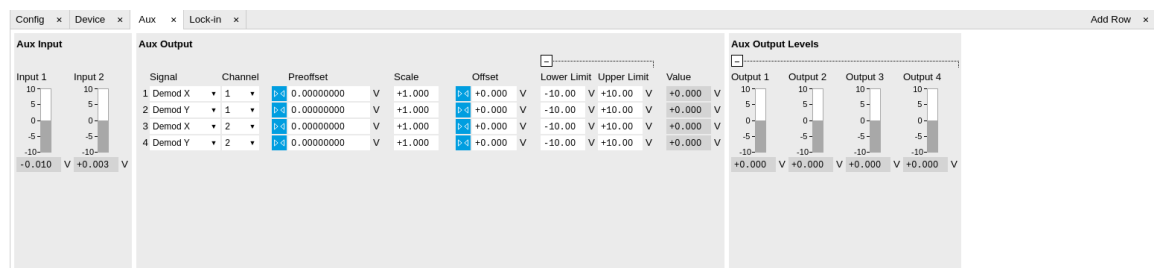 Config × Device × Aux × Lock-in × Add Row ×
Aux Input
Input 1 Input 2
10 10
5 5
0 0
-5 -5
-10 -10
-0.010 V +0.003 V
Aux Output
Signal Channel Preoffset Scale Offset Lower Limit Upper Limit Value
1 Demod X 1 0.00000000 V +1.000 +0.000 V -10.00 V +10.00 V +0.000 V
2 Demod Y 1 0.00000000 V +1.000 +0.000 V -10.00 V +10.00 V +0.000 V
3 Demod X 2 0.00000000 V +1.000 +0.000 V -10.00 V +10.00 V +0.000 V
4 Demod Y 2 0.00000000 V +1.000 +0.000 V -10.00 V +10.00 V +0.000 V
Aux Output Levels
Output 1 Output 2 Output 3 Output 4
10 10 10 10
5 5 5 5
0 0 0 0
-5 -5 -5 -5
-10 -10 -10 -10
+0.000 V +0.000 V +0.000 V +0.000 V